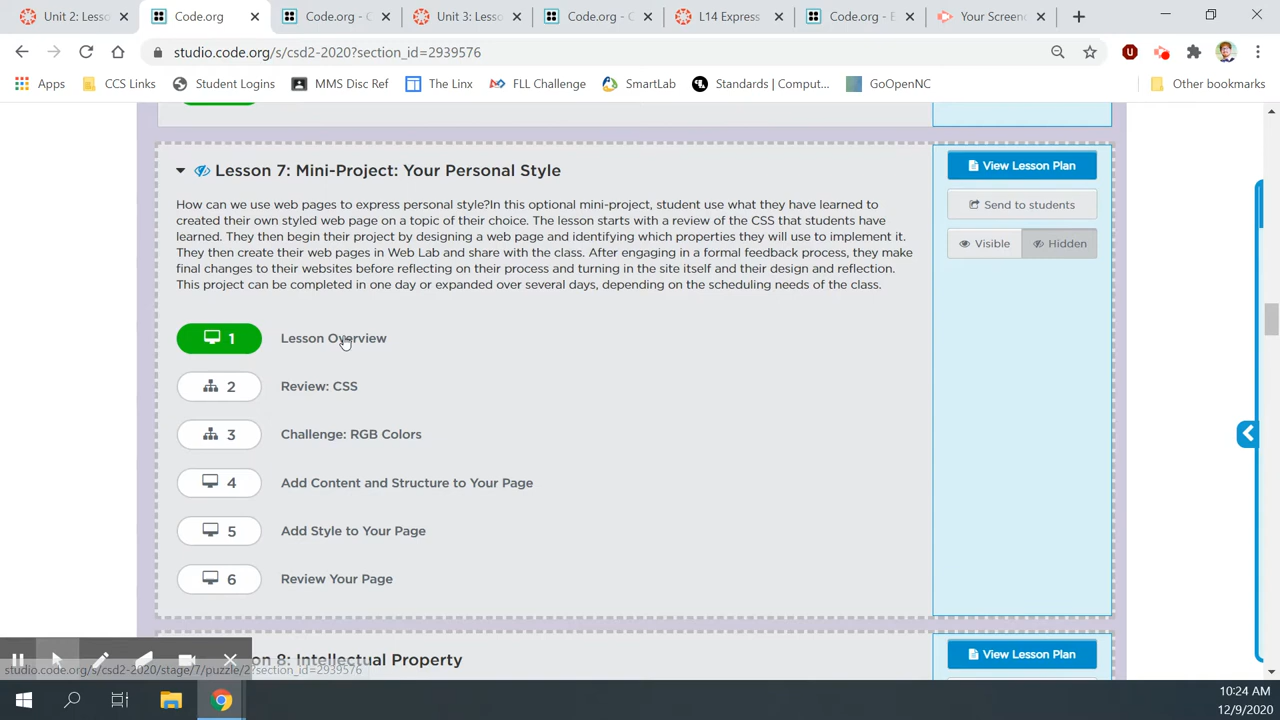 Unit 2: Less
Code.org
Code.org - C
Unit 3: Lesso
Code.org - C
L14 Express
Code.org - E
Your Screen
studio.code.org/s/csd2-2020?section_id=2939576
Apps
CCS Links
Student Logins
MMS Disc Ref
The Linx
FLL Challenge
SmartLab
Standards | Comput...
GoOpenNC
Other bookmarks
Lesson 7: Mini-Project: Your Personal Style
View Lesson Plan
How can we use web pages to express personal style?In this optional mini-project, student use what they have learned to
created their own styled web page on a topic of their choice. The lesson starts with a review of the CSS that students have
learned. They then begin their project by designing a web page and identifying which properties they will use to implement it.
They then create their web pages in Web Lab and share with the class. After engaging in a formal feedback process, they make
final changes to their websites before reflecting on their process and turning in the site itself and their design and reflection.
This project can be completed in one day or expanded over several days, depending on the scheduling needs of the class.
Send to students
Visible
Hidden
1 Lesson Overview
2 Review: CSS
3 Challenge: RGB Colors
4 Add Content and Structure to Your Page
5 Add Style to Your Page
6 Review Your Page
on 8: Intellectual Property
View Lesson Plan
studio.code.org/s/csd2-2020/stage/7/puzzle/2?section_id=2939576
10:24 AM
12/9/2020